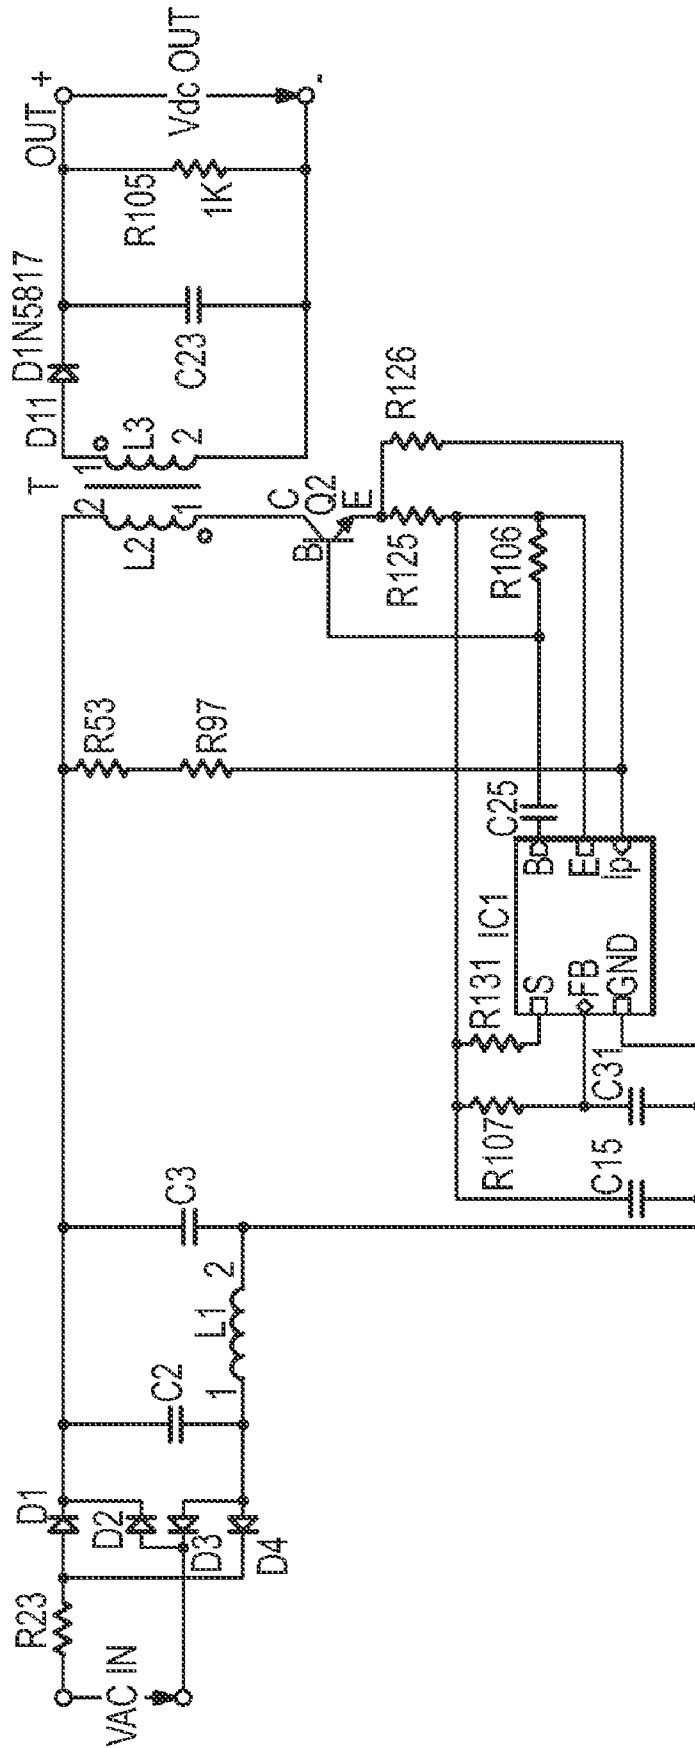 VAC IN
R23
D1
D2
D3
D4
C2
1
L1
2
C3
R107
C15
C31
R131
IC1
S
FB
GND
B
E
ip
C25
R53
R97
R106
R125
R126
B
C
Q2
E
L2
2
1
T
1
L3
2
D11
D1N5817
C23
R105
1K
OUT
+
-
Vdc OUT